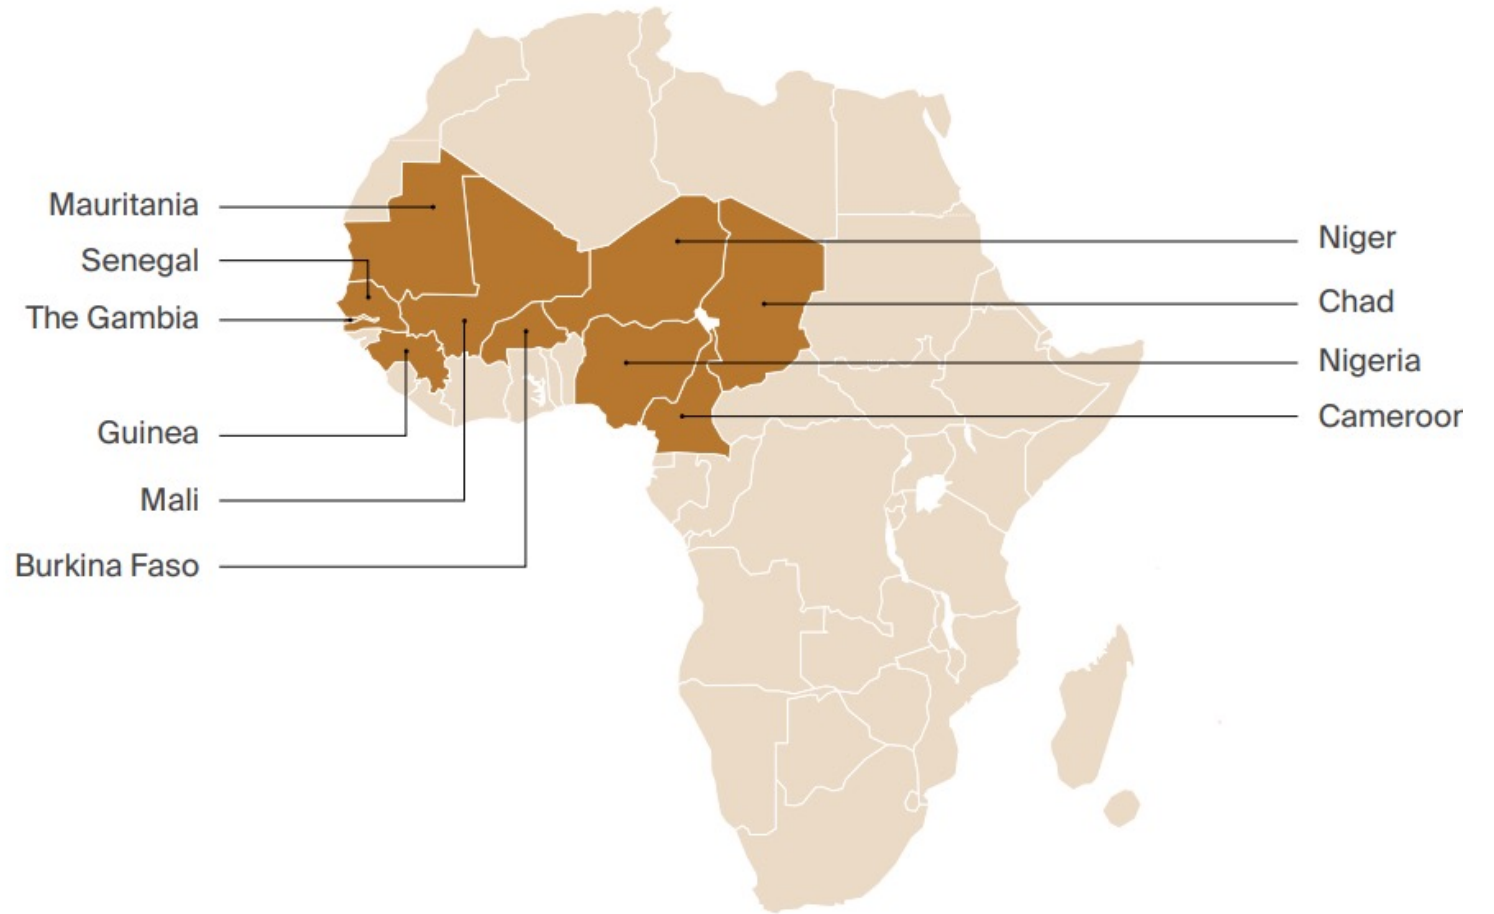 Mauritania
Senegal
The Gambia
Guinea
Mali
Burkina Faso
Niger
Chad
Nigeria
Cameroor